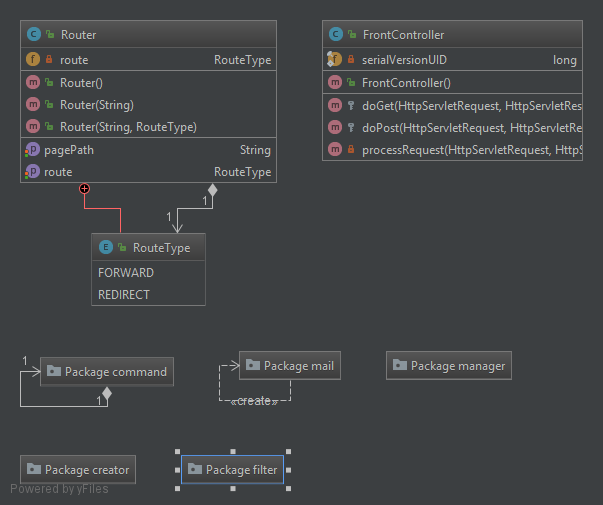 C Router
f route RouteType
m Router()
m Router(String)
m Router(String, RouteType)
p pagePath String
p route RouteType
C FrontController
f serialVersionUID long
m FrontController()
m doGet(HttpServletRequest, HttpServletRes
m doPost(HttpServletRequest, HttpServletRe
m processRequest(HttpServletRequest, HttpS
1
1
E RouteType
FORWARD
REDIRECT
1
Package command
1
Package mail
«create»
Package manager
Package creator
Package filter
Powered by yFiles